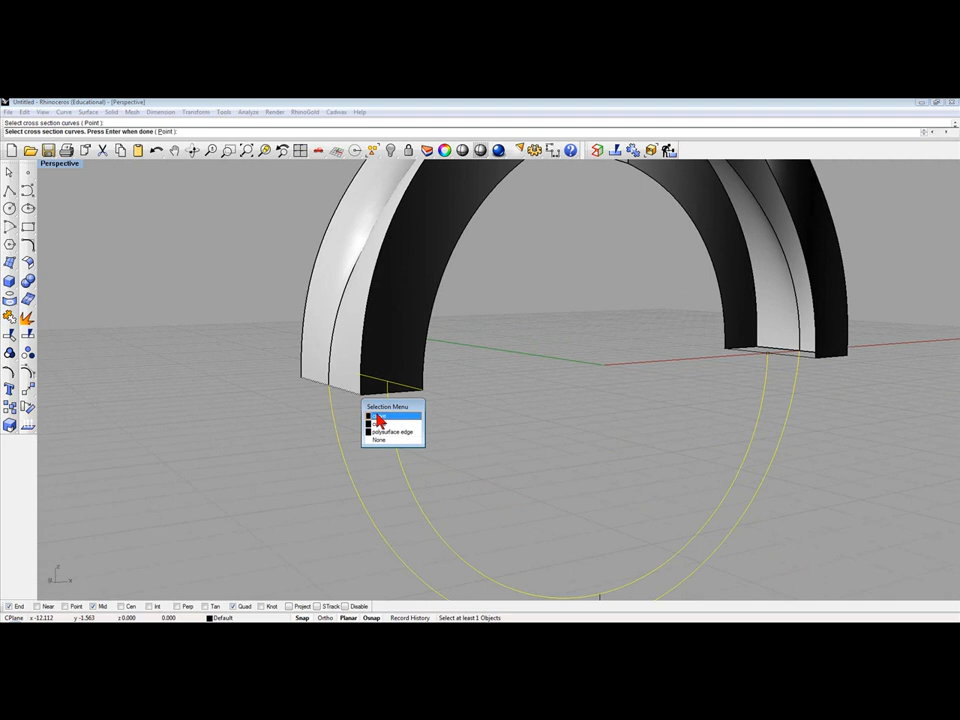 Untitled - Rhinoceros (Educational) - [Perspective]
File Edit View Curve Surface Solid Mesh Dimension Transform Tools Analyze Render RhinoGold Cadway Help
Select cross section curves ( Point ):
Select cross section curves. Press Enter when done ( Point ):
Perspective
Selection Menu
polysurface edge
None
z
x
End Near Point Mid Cen Int Perp Tan Quad Knot Project STrack Disable
CPlane x -12.112 y -1.563 z 0.000 0.000 Default Snap Ortho Planar Osnap Record History Select at least 1 Objects